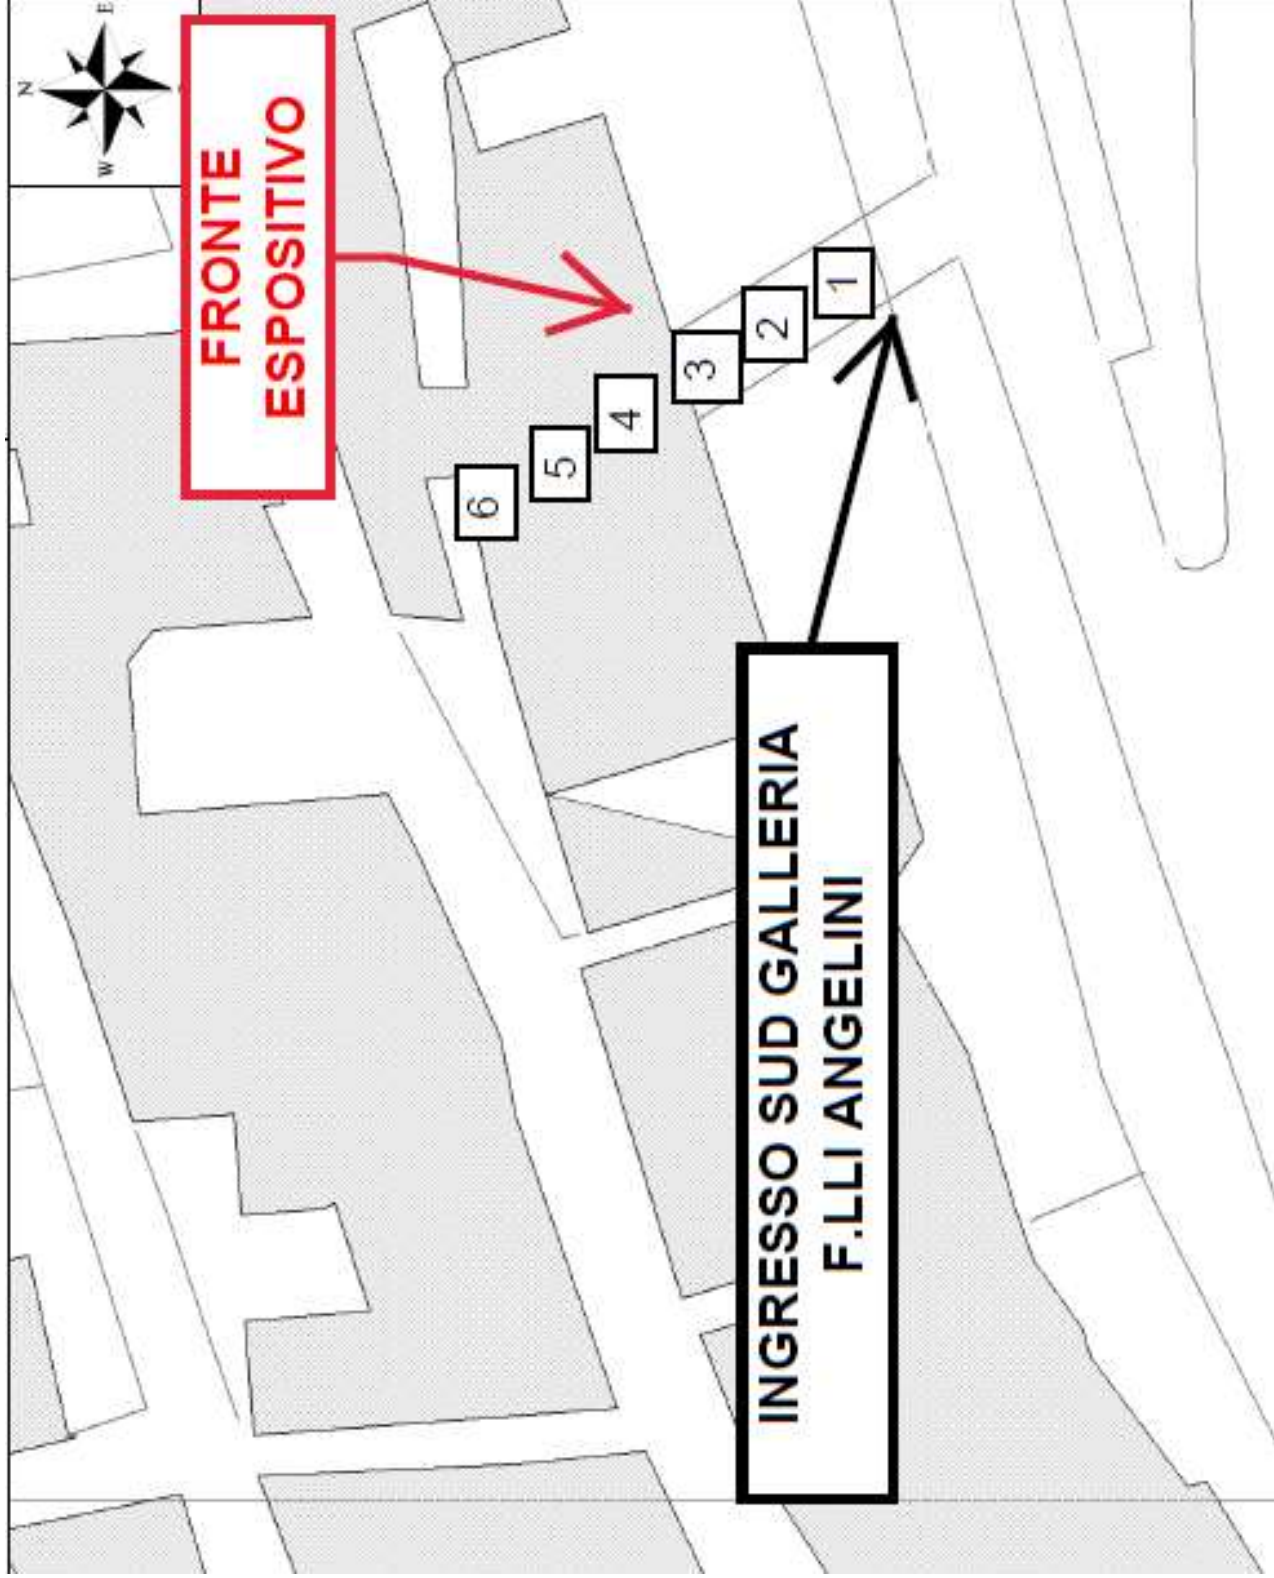 N
W
E
FRONTE
ESPOSITIVO
6
5
4
3
2
1
INGRESSO SUD GALLERIA
F.LLI ANGELINI